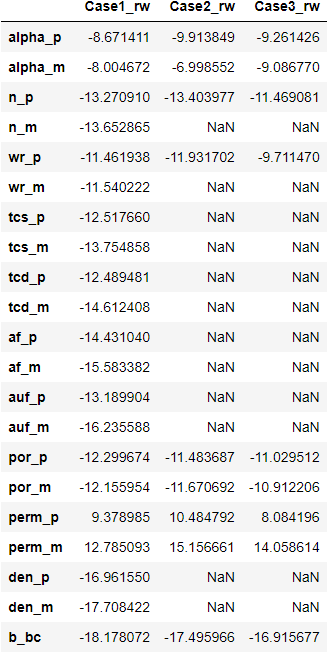 Case1_rw Case2_rw Case3_rw
alpha_p -8.671411 -9.913849 -9.261426
alpha_m -8.004672 -6.998552 -9.086770
n_p -13.270910 -13.403977 -11.469081
n_m -13.652865 NaN NaN
wr_p -11.461938 -11.931702 -9.711470
wr_m -11.540222 NaN NaN
tcs_p -12.517660 NaN NaN
tcs_m -13.754858 NaN NaN
tcd_p -12.489481 NaN NaN
tcd_m -14.612408 NaN NaN
af_p -14.431040 NaN NaN
af_m -15.583382 NaN NaN
auf_p -13.189904 NaN NaN
auf_m -16.235588 NaN NaN
por_p -12.299674 -11.483687 -11.029512
por_m -12.155954 -11.670692 -10.912206
perm_p 9.378985 10.484792 8.084196
perm_m 12.785093 15.156661 14.058614
den_p -16.961550 NaN NaN
den_m -17.708422 NaN NaN
b_bc -18.178072 -17.495966 -16.915677